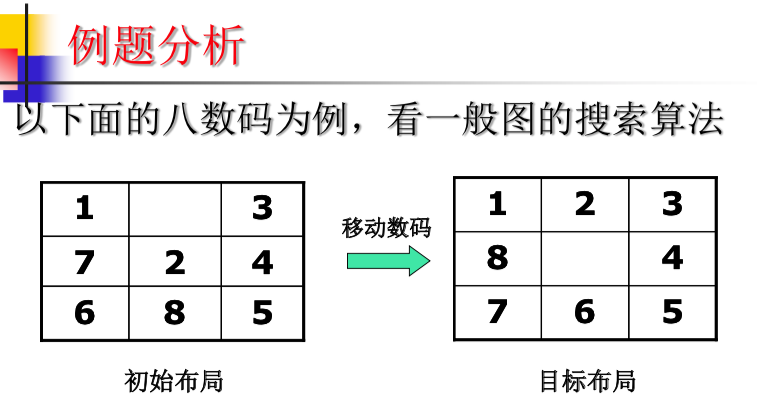 例题分析
以下面的八数码为例，看一般图的搜索算法
1 3
7 2 4
6 8 5
移动数码
1 2 3
8 4
7 6 5
初始布局
目标布局